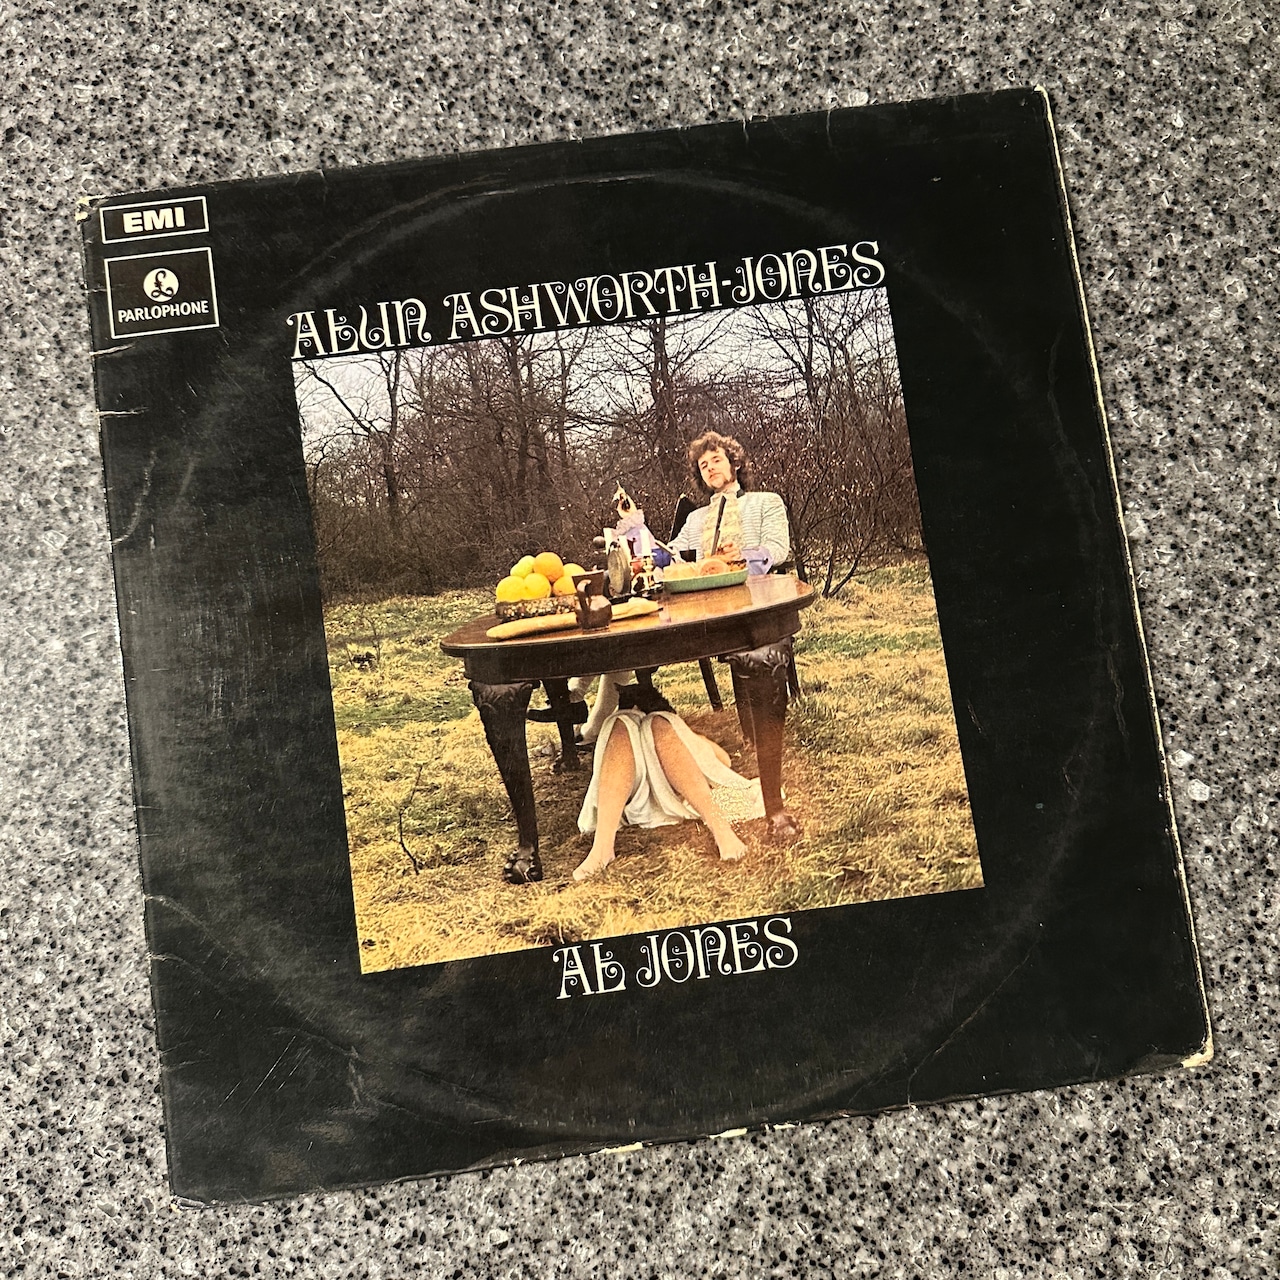 EMI
£
PARLOPHONE
ALUN ASHWORTH-JONES
AL JONES